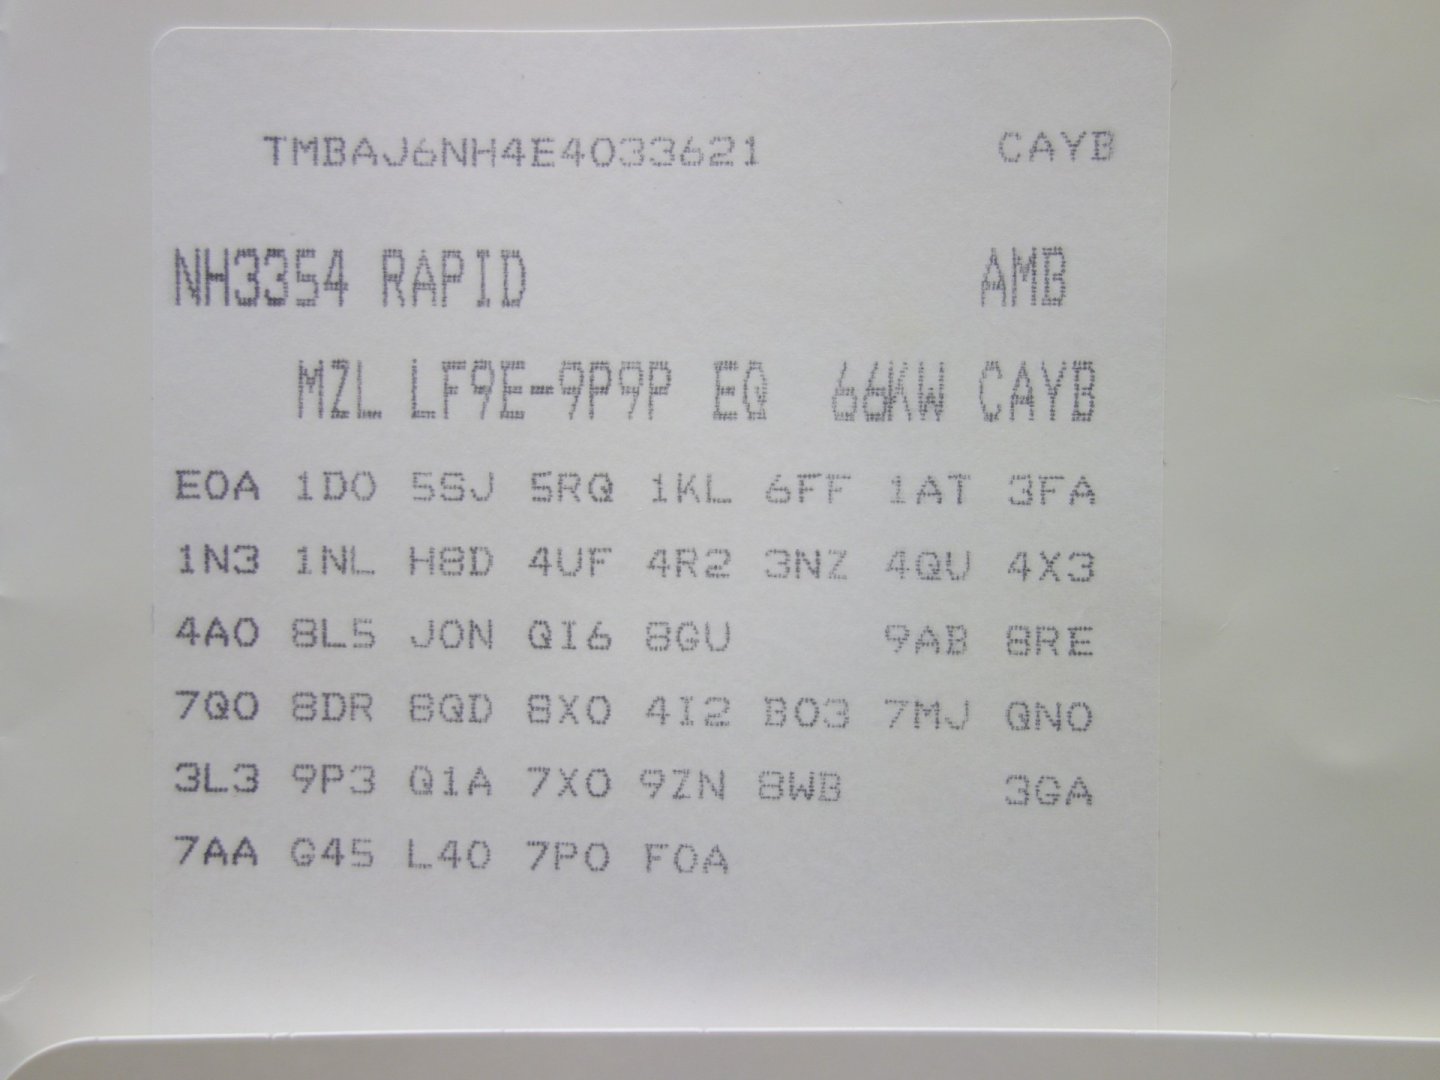 TMBAJ6NH4E4033621 CAYB
NH3354 RAPID AMB
MZL LF9E-9P9P EQ 66KW CAYB
E0A 1D0 5SJ 5RQ 1KL 6FF 1AT 3FA
1N3 1NL H8D 4UF 4R2 3NZ 4QU 4X3
4A0 8L5 J0N QI6 8GU 9AB 8RE
7Q0 8DR 8QD 8X0 4I2 B03 7MJ QN0
3L3 9P3 Q1A 7X0 9ZN 8WB 3GA
7AA G45 L40 7P0 F0A